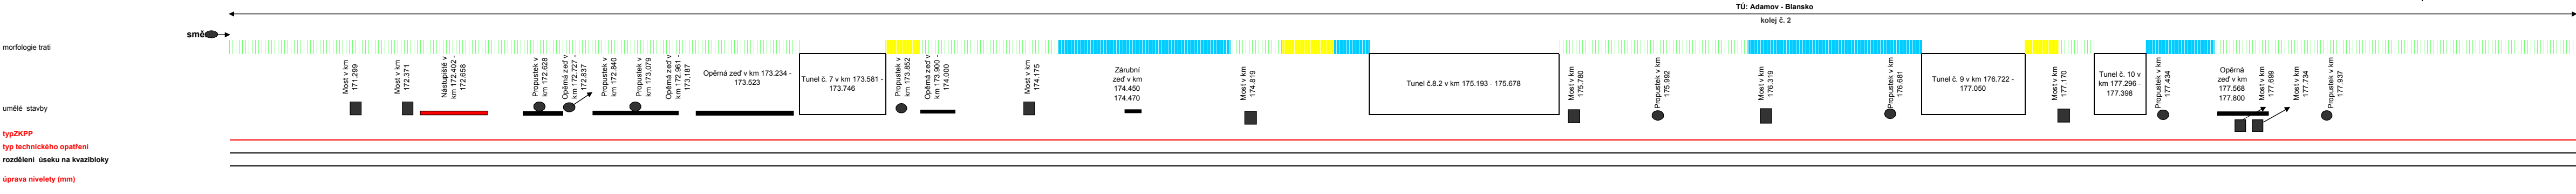 TÚ: Adamov - Blansko
kolej č. 2
směr
morfologie trati
umělé stavby
Most v km
171.299
Most v km
172.371
Nástupiště v
km 172.402 -
172.658
Propustek v
km 172.628
Opěrná zeď v
km 172.727 -
172.837
Propustek v
km 172.840
Propustek v
km 173,079
Opěrná zeď v
km 172.961 -
173,187
Opěrná zeď v km 173.234 -
173.523
Tunel č. 7 v km 173.581 -
173.746
Propustek v
km 173.852
Opěrná zeď v
km 173.900 -
174.000
Most v km
174.175
Zárubní
zeď v km
174.450
174.470
Most v km
174.819
Tunel č.8.2 v km 175.193 - 175.678
Most v km
175.780
Propustek v km
175.992
Most v km
176.319
Propustek v km
176.681
Tunel č. 9 v km 176.722 -
177.050
Most v km
177.170
Tunel č. 10 v
km 177.296 -
177.398
Propustek v km
177.434
Opěrná
zeď v km
177.568
177.800
Most v km
177.699
Most v km
177.734
Propustek v km
177.937
typZKPP
typ technického opatření
rozdělení úseku na kvazibloky
úprava nivelety (mm)